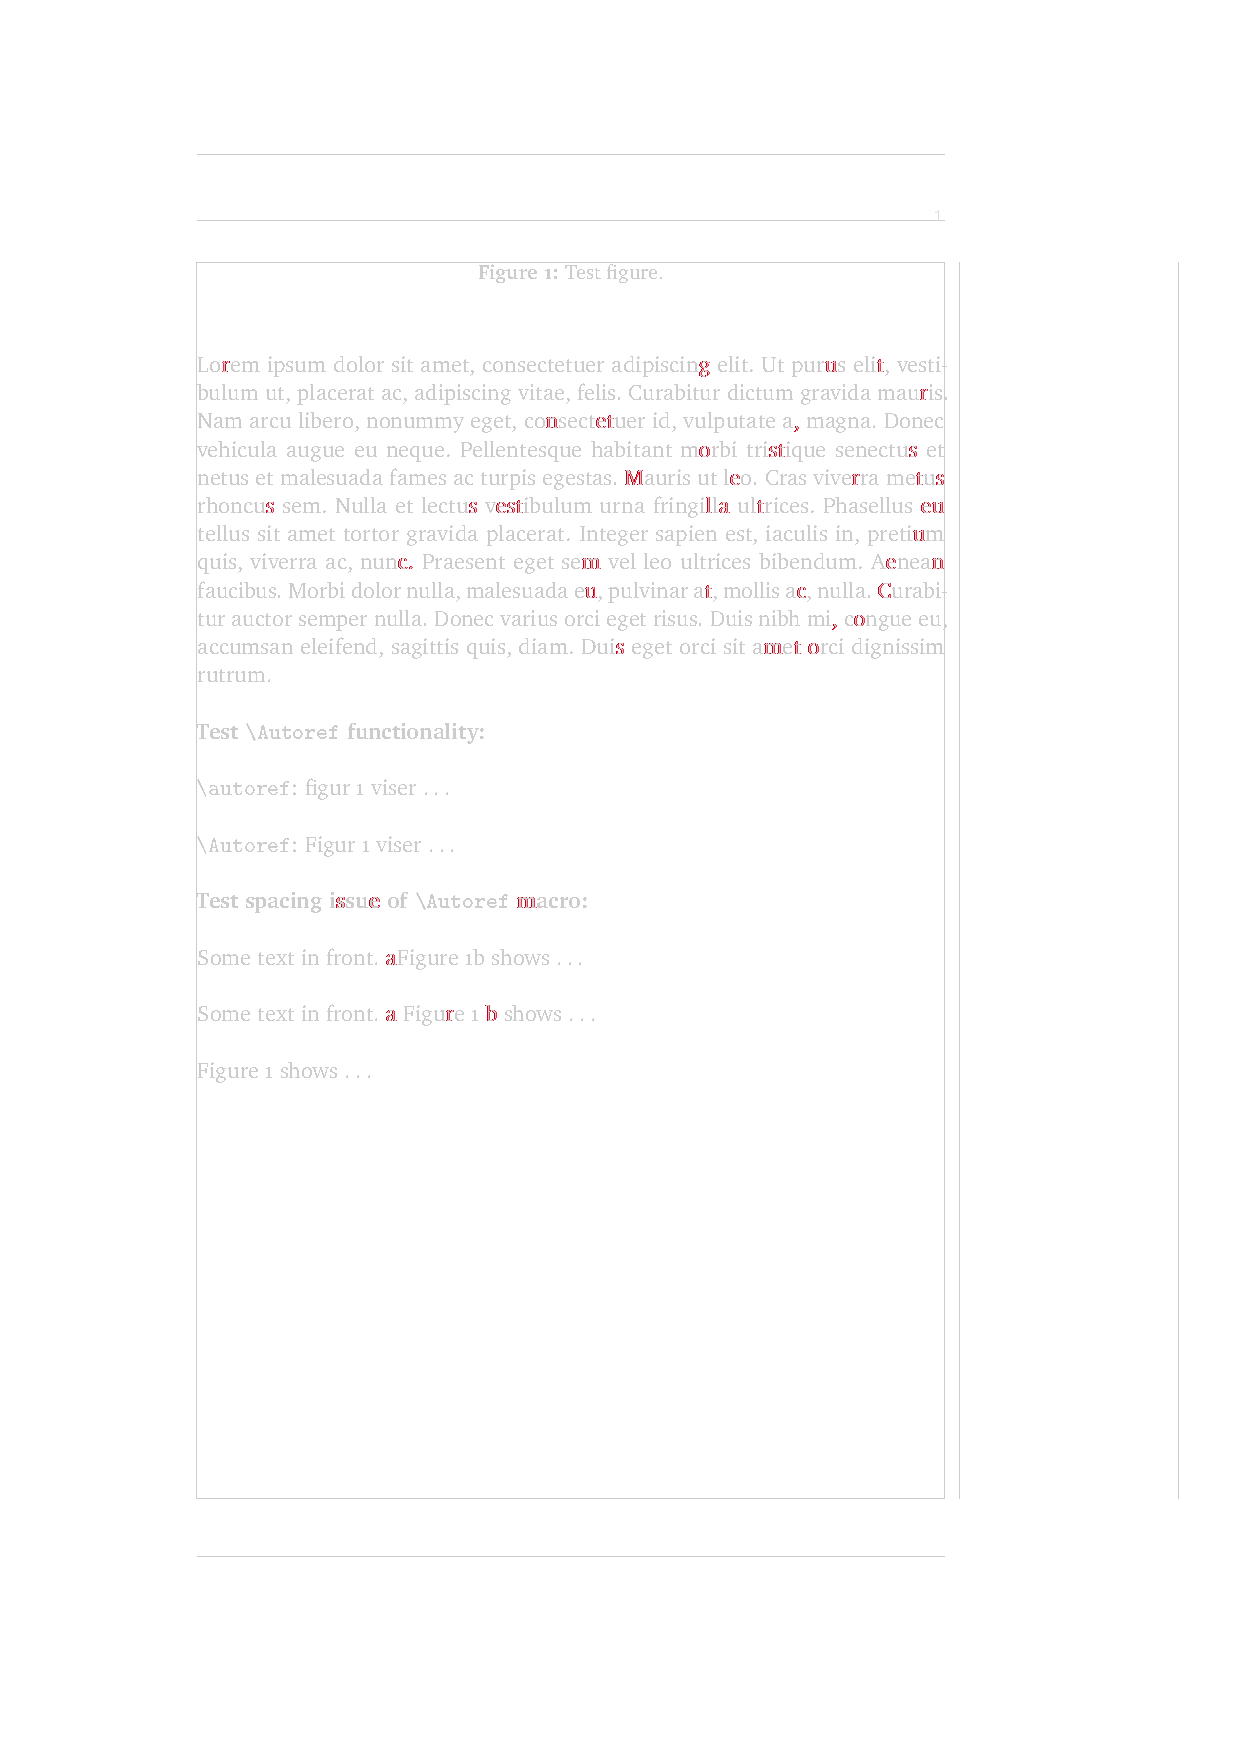 1
Figure 1: Test figure.
Lorem ipsum dolor sit amet, consectetuer adipiscing elit. Ut purus elit, vesti-
bulum ut, placerat ac, adipiscing vitae, felis. Curabitur dictum gravida mauris.
Nam arcu libero, nonummy eget, consectetuer id, vulputate a, magna. Donec
vehicula augue eu neque. Pellentesque habitant morbi tristique senectus et
netus et malesuada fames ac turpis egestas. Mauris ut leo. Cras viverra metus
rhoncus sem. Nulla et lectus vestibulum urna fringilla ultrices. Phasellus eu
tellus sit amet tortor gravida placerat. Integer sapien est, iaculis in, pretium
quis, viverra ac, nunc. Praesent eget sem vel leo ultrices bibendum. Aenean
faucibus. Morbi dolor nulla, malesuada eu, pulvinar at, mollis ac, nulla. Curabi-
tur auctor semper nulla. Donec varius orci eget risus. Duis nibh mi, congue eu,
accumsan eleifend, sagittis quis, diam. Duis eget orci sit amet orci dignissim
rutrum.
Test \Autoref functionality:
\autoref: figur 1 viser ...
\Autoref: Figur 1 viser ...
Test spacing issue of \Autoref macro:
Some text in front. aFigure 1b shows ...
Some text in front. a Figure 1 b shows ...
Figure 1 shows ...